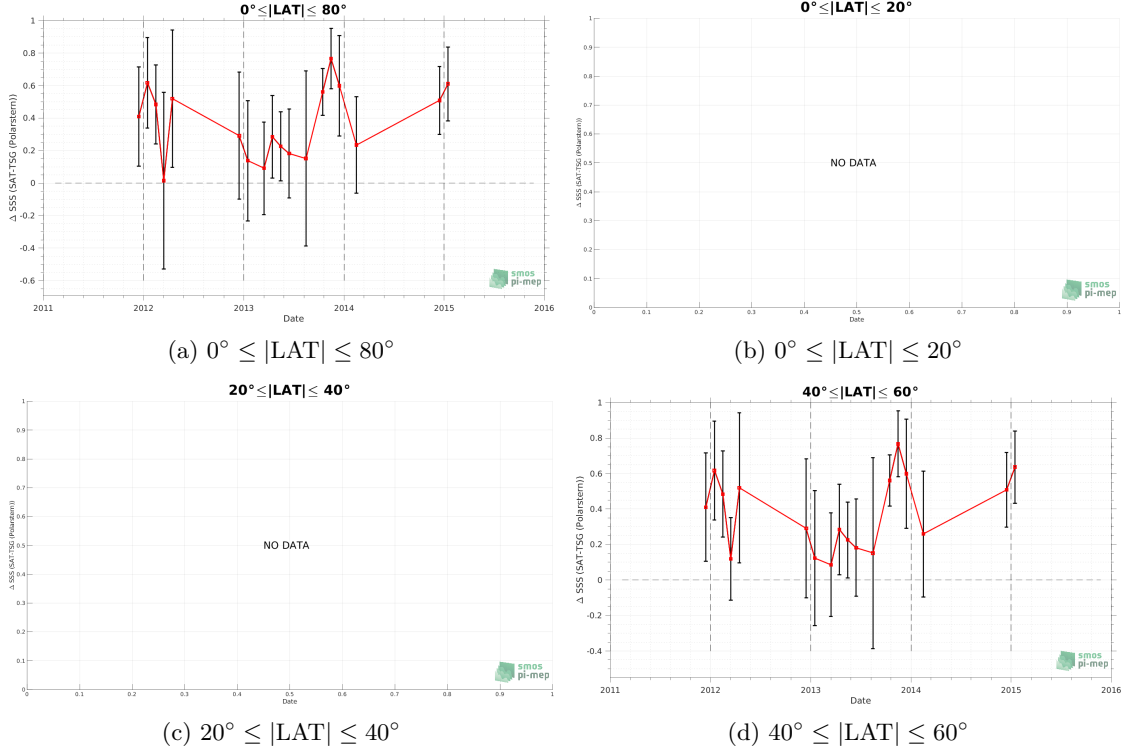 0°≤|LAT|≤ 80°
Δ SSS (SAT-TSG (Polarstern))
1
0.8
0.6
0.4
0.2
0
-0.2
-0.4
-0.6
2011 2012 2013 2014 2015 2016
Date
smos
pi-mep
(a) 0° ≤ |LAT| ≤ 80°
0°≤|LAT|≤ 20°
Δ SSS (SAT-TSG (Polarstern))
1
0.9
0.8
0.7
0.6
0.5
0.4
0.3
0.2
0.1
0
NO DATA
0 0.1 0.2 0.3 0.4 0.5 0.6 0.7 0.8 0.9 1
Date
smos
pi-mep
(b) 0° ≤ |LAT| ≤ 20°
20°≤|LAT|≤ 40°
Δ SSS (SAT-TSG (Polarstern))
1
0.9
0.8
0.7
0.6
0.5
0.4
0.3
0.2
0.1
0
NO DATA
0 0.1 0.2 0.3 0.4 0.5 0.6 0.7 0.8 0.9 1
Date
smos
pi-mep
(c) 20° ≤ |LAT| ≤ 40°
40°≤|LAT|≤ 60°
Δ SSS (SAT-TSG (Polarstern))
1
0.8
0.6
0.4
0.2
0
-0.2
-0.4
2011 2012 2013 2014 2015 2016
Date
smos
pi-mep
(d) 40° ≤ |LAT| ≤ 60°